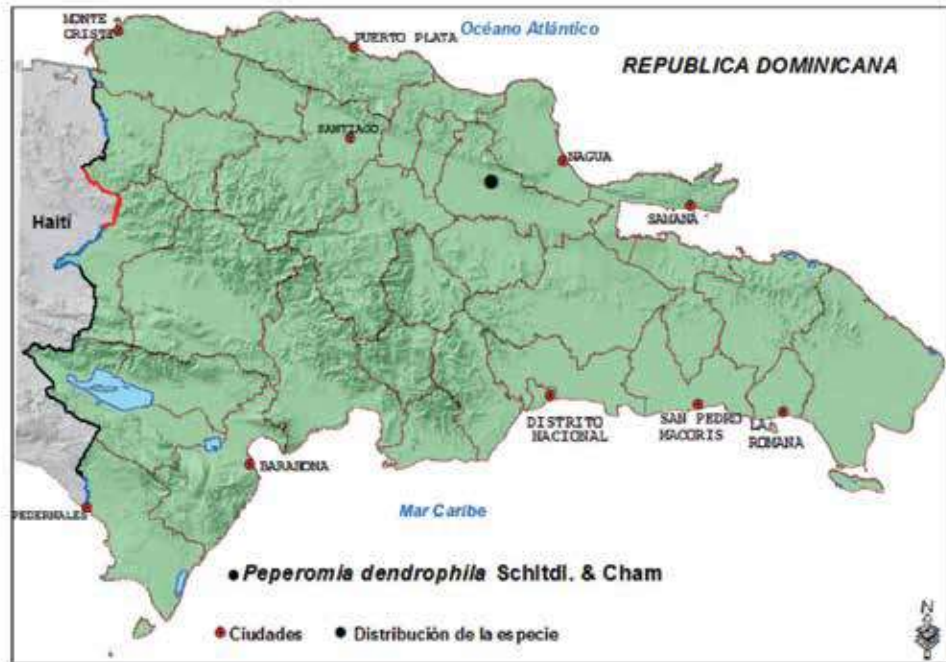 MONTE
CRISTI
PUERTO PLATA
Océano Atlántico
REPUBLICA DOMINICANA
SANTIAGO
NAGUA
SAMANÁ
Haití
DISTRITO
NACIONAL
SAN PEDRO
MACORIS
LA
ROMANA
BARAHONA
PEDERNALES
Mar Caribe
Peperomia dendrophila Schltdl. & Cham
Ciudades
Distribución de la especie
N